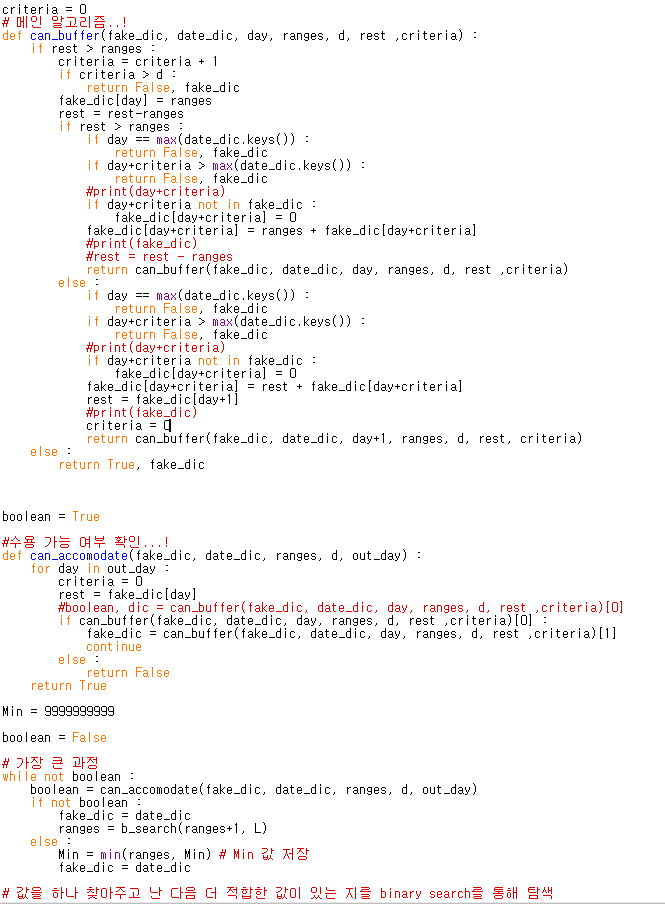 criteria = 0
# 메인 알고리즘..!
def can_buffer(fake_dic, date_dic, day, ranges, d, rest ,criteria) :
    if rest > ranges :
        criteria = criteria + 1
        if criteria > d :
            return False, fake_dic
        fake_dic[day] = ranges
        rest = rest-ranges
        if rest > ranges :
            if day == max(date_dic.keys()) :
                return False, fake_dic
            if day+criteria > max(date_dic.keys()) :
                return False, fake_dic
            #print(day+criteria)
            if day+criteria not in fake_dic :
                fake_dic[day+criteria] = 0
            fake_dic[day+criteria] = ranges + fake_dic[day+criteria]
            #print(fake_dic)
            #rest = rest - ranges
            return can_buffer(fake_dic, date_dic, day, ranges, d, rest ,criteria)
        else :
            if day == max(date_dic.keys()) :
                return False, fake_dic
            if day+criteria > max(date_dic.keys()) :
                return False, fake_dic
            #print(day+criteria)
            if day+criteria not in fake_dic :
                fake_dic[day+criteria] = 0
            fake_dic[day+criteria] = rest + fake_dic[day+criteria]
            rest = fake_dic[day+1]
            #print(fake_dic)
            criteria = 0
            return can_buffer(fake_dic, date_dic, day+1, ranges, d, rest, criteria)
    else :
        return True, fake_dic
boolean = True
#수용 가능 여부 확인...!
def can_accomodate(fake_dic, date_dic, ranges, d, out_day) :
    for day in out_day :
        criteria = 0
        rest = fake_dic[day]
        #boolean, dic = can_buffer(fake_dic, date_dic, day, ranges, d, rest ,criteria)[0]
        if can_buffer(fake_dic, date_dic, day, ranges, d, rest ,criteria)[0] :
            fake_dic = can_buffer(fake_dic, date_dic, day, ranges, d, rest ,criteria)[1]
            continue
        else :
            return False
    return True
Min = 9999999999
boolean = False
# 가장 큰 과정
while not boolean :
    boolean = can_accomodate(fake_dic, date_dic, ranges, d, out_day)
    if not boolean :
        fake_dic = date_dic
        ranges = b_search(ranges+1, L)
    else :
        Min = min(ranges, Min) # Min 값 저장
        fake_dic = date_dic
# 값을 하나 찾아주고 난 다음 더 적합한 값이 있는 지를 binary search를 통해 탐색